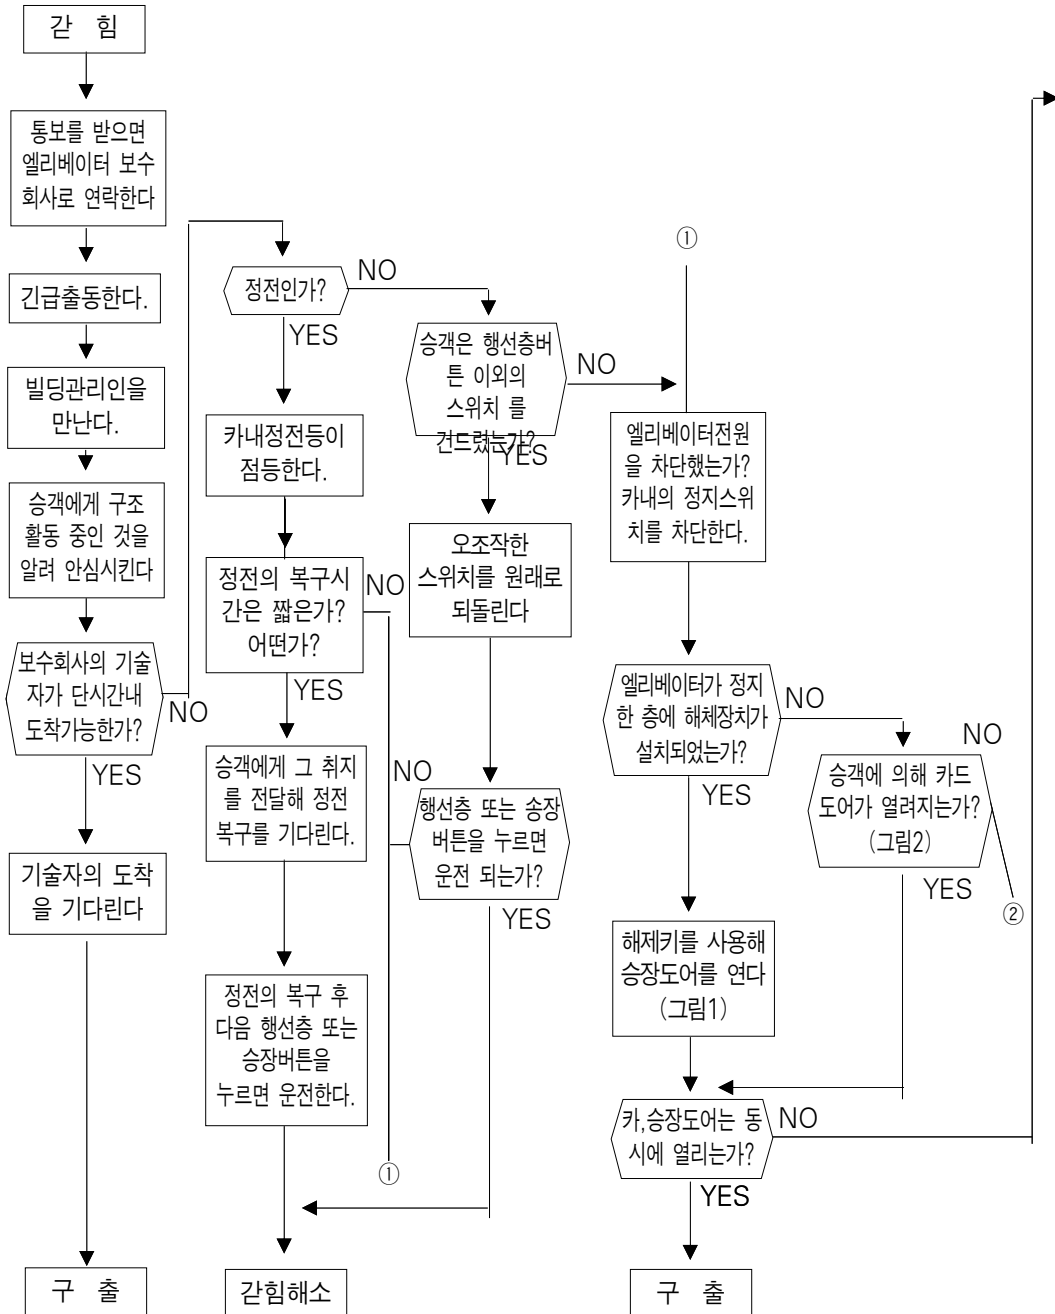 갇 힘
통보를 받으면
엘리베이터 보수
회사로 연락한다
긴급출동한다.
빌딩관리인을
만난다.
승객에게 구조
활동 중인 것을
알려 안심시킨다
보수회사의 기술
자가 단시간내
도착가능한가?
NO
YES
기술자의 도착
을 기다린다
구 출
정전인가?
NO
YES
카내정전등이
점등한다.
정전의 복구시
간은 짧은가?
어떤가?
NO
YES
승객에게 그 취지
를 전달해 정전
복구를 기다린다.
정전의 복구 후
다음 행선층 또는
승장버튼을
누르면 운전한다.
갇힘해소
승객은 행선층버
튼 이외의
스위치 를
건드렸는가?
NO
YES
오조작한
스위치를 원래로
되돌린다
NO
행선층 또는 송장
버튼을 누르면
운전 되는가?
YES
①
①
엘리베이터전원
을 차단했는가?
카내의 정지스위
치를 차단한다.
엘리베이터가 정지
한 층에 해체장치가
설치되었는가?
NO
YES
승객에 의해 카드
도어가 열려지는가?
(그림2)
NO
YES
②
해제키를 사용해
승장도어를 연다
(그림1)
카,승장도어는 동
시에 열리는가?
NO
YES
구 출